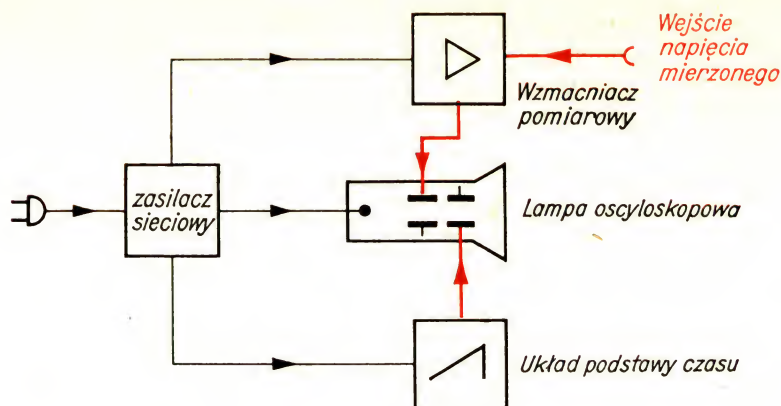 Wejście
napięcia
mierzonego
Wzmacniacz
pomiarowy
zasilacz
sieciowy
Lampa oscyloskopowa
Układ podstawy czasu